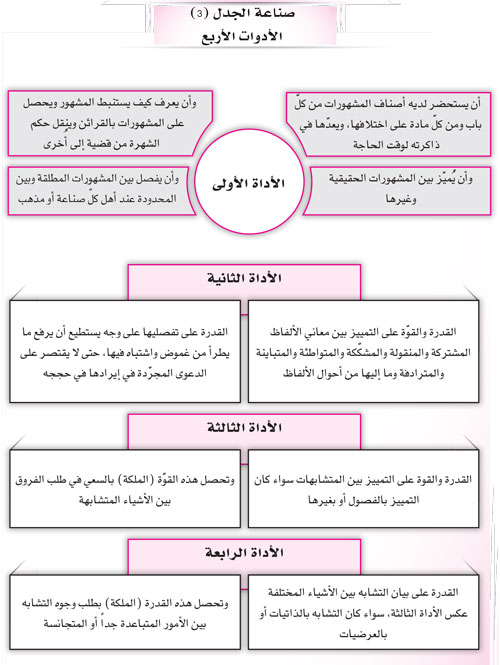 صناعة الجدل (3)
الأدوات الأربع
أن يستحضر لديه أصناف المشهورات من كلّ
باب ومن كلّ مادة على اختلافها، ويعدّها في
ذاكرته لوقت الحاجة
وأن يعرف كيف يستنبط المشهور ويحصل
على المشهورات بالقرائن وينقل حكم
الشهرة من قضية إلى أُخرى
الأداة الأولى
وأن يُميّز بين المشهورات الحقيقية
وغيرها
وأن يفصل بين المشهورات المطلقة وبين
المحدودة عند أهل كلّ صناعة أو مذهب
الأداة الثانية
القدرة والقوّة على التمييز بين معاني الألفاظ
المشتركة والمنقولة والمشكّكة والمتواطئة والمتباينة
والمترادفة وما إليها من أحوال الألفاظ
القدرة على تفصليها على وجه يستطيع أن يرفع ما
يطرأ من غموض واشتباه فيها، حتى لا يقتصر على
الدعوى المجرّدة في إيرادها في حججه
الأداة الثالثة
القدرة والقوة على التمييز بين المتشابهات سواء كان
التمييز بالفصول أو بغيرها
وتحصل هذه القوّة (الملكة) بالسعي في طلب الفروق
بين الأشياء المتشابهة
الأداة الرابعة
القدرة على بيان التشابه بين الأشياء المختلفة
عكس الأداة الثالثة، سواء كان التشابه بالذاتيات أو
بالعرضيات
وتحصل هذه القدرة (الملكة) بطلب وجوه التشابه
بين الأمور المتباعدة جداً أو المتجانسة